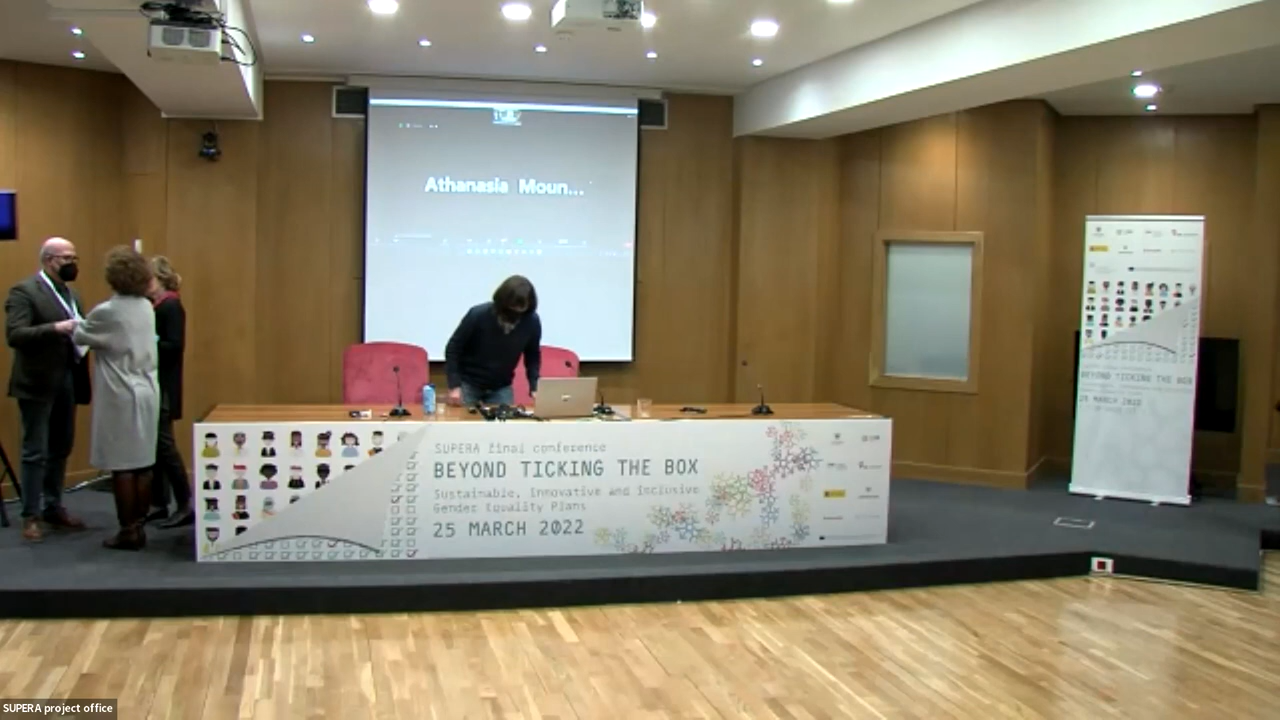 Athanasia Moun...
SUPERA final conference
BEYOND TICKING THE BOX
Sustainable, Innovative and Inclusive
Gender Equality Plans
25 MARCH 2022
BEYOND TICKING THE BOX
25 MARCH 2022
SUPERA project office